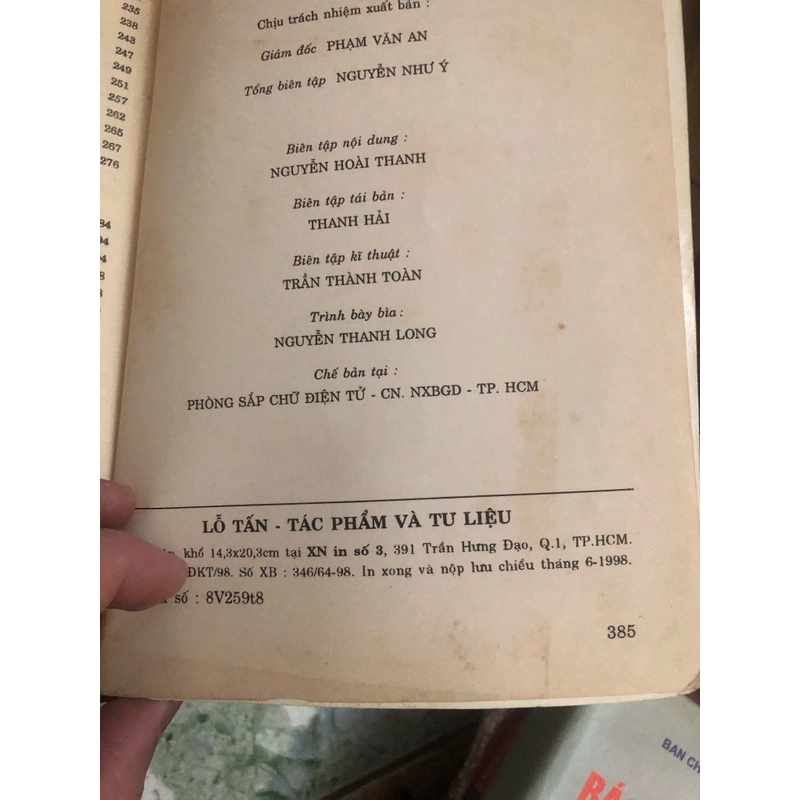 235
238
243
247
249
251
257
262
265
267
276
84
94
Chịu trách nhiệm xuất bản :
Giám đốc PHẠM VĂN AN
Tổng biên tập NGUYỄN NHƯ Ý
Biên tập nội dung :
NGUYỄN HOÀI THANH
Biên tập tái bản :
THANH HẢI
Biên tập kĩ thuật :
TRẦN THÀNH TOÀN
Trình bày bìa :
NGUYỄN THANH LONG
Chế bản tại :
PHÒNG SẮP CHỮ ĐIỆN TỬ - CN. NXBGD - TP. HCM
LỖ TẤN - TÁC PHẨM VÀ TƯ LIỆU
khổ 14,3x20,3cm tại XN in số 3, 391 Trần Hưng Đạo, Q.1, TP.HCM.
ĐKT/98. Số XB : 346/64-98. In xong và nộp lưu chiểu tháng 6-1998.
số : 8V259t8
385
BAN CH
BÁ